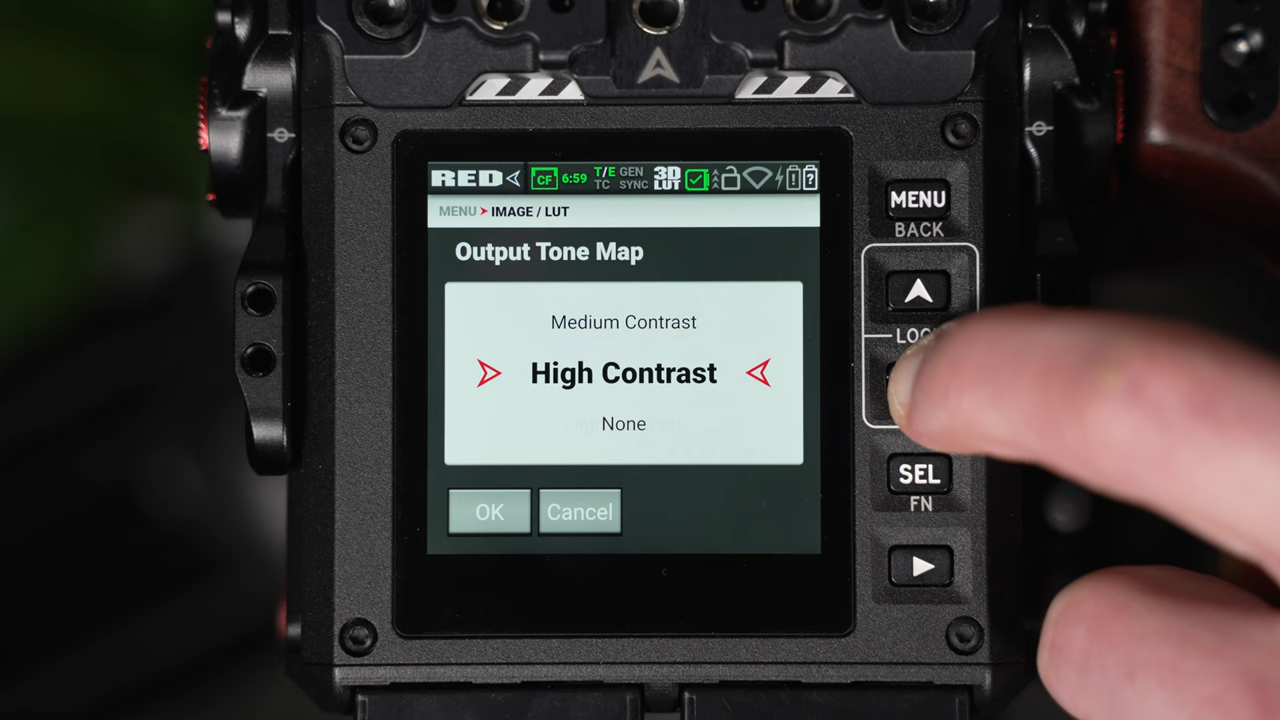 RED CF 6:59 T/E TC GEN SYNC 3D LUT
MENU IMAGE / LUT
Output Tone Map
Medium Contrast
High Contrast
None
OK Cancel
MENU
BACK
SEL
FN